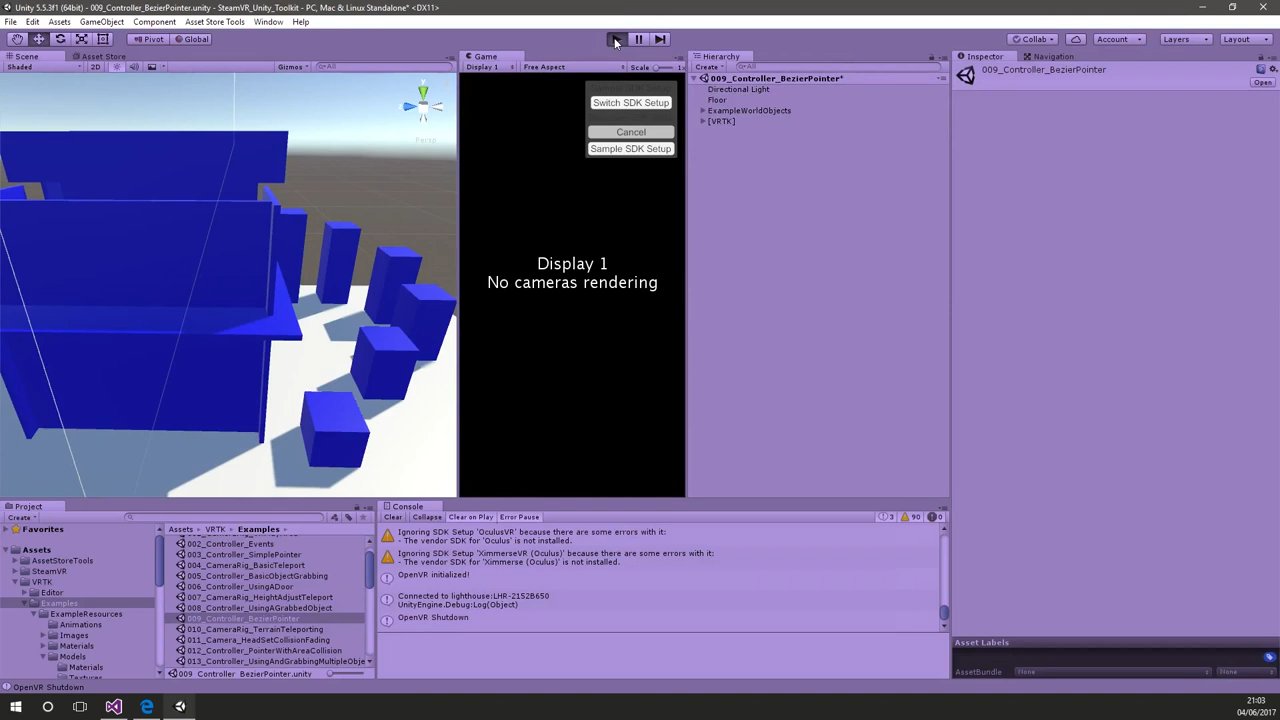 Unity 5.5.3f1 (64bit) - 009_Controller_BezierPointer.unity - SteamVR_Unity_Toolkit - PC, Mac & Linux Standalone* <DX11>
File Edit Assets GameObject Component Asset Store Tools Window Help
Pivot Global Collab Account Layers Layout
Scene Asset Store Game Hierarchy Inspector Navigation
Shaded 2D Gizmos All Display 1 Free Aspect Scale 1x Create All
009_Controller_BezierPointer*
Directional Light
Floor
ExampleWorldObjects
[VRTK]
009_Controller_BezierPointer
Open
y
Persp
Switch SDK Setup
Cancel
Sample SDK Setup
Display 1
No cameras rendering
Project
Create
Favorites
Assets
AssetStoreTools
SteamVR
VRTK
Editor
Examples
ExampleResources
Animations
Images
Materials
Models
Materials
Textures
Assets VRTK Examples
002_Controller_Events
003_Controller_SimplePointer
004_CameraRig_BasicTeleport
005_Controller_BasicObjectGrabbing
006_Controller_UsingADoor
007_CameraRig_HeightAdjustTeleport
008_Controller_UsingAGrabbedObject
009_Controller_BezierPointer
010_CameraRig_TerrainTeleporting
011_Camera_HeadSetCollisionFading
012_Controller_PointerWithAreaCollision
013_Controller_UsingAndGrabbingMultipleObje
009_Controller_BezierPointer.unity
Console
Clear Collapse Clear on Play Error Pause 3 90 0
Ignoring SDK Setup 'OculusVR' because there are some errors with it:
- The vendor SDK for 'Oculus' is not installed.
Ignoring SDK Setup 'XimmerseVR (Oculus)' because there are some errors with it:
- The vendor SDK for 'Ximmerse (Oculus)' is not installed.
OpenVR initialized!
Connected to lighthouse:LHR-2152B650
UnityEngine.Debug:Log(Object)
OpenVR Shutdown
Asset Labels
AssetBundle None None
OpenVR Shutdown
21:03
04/06/2017